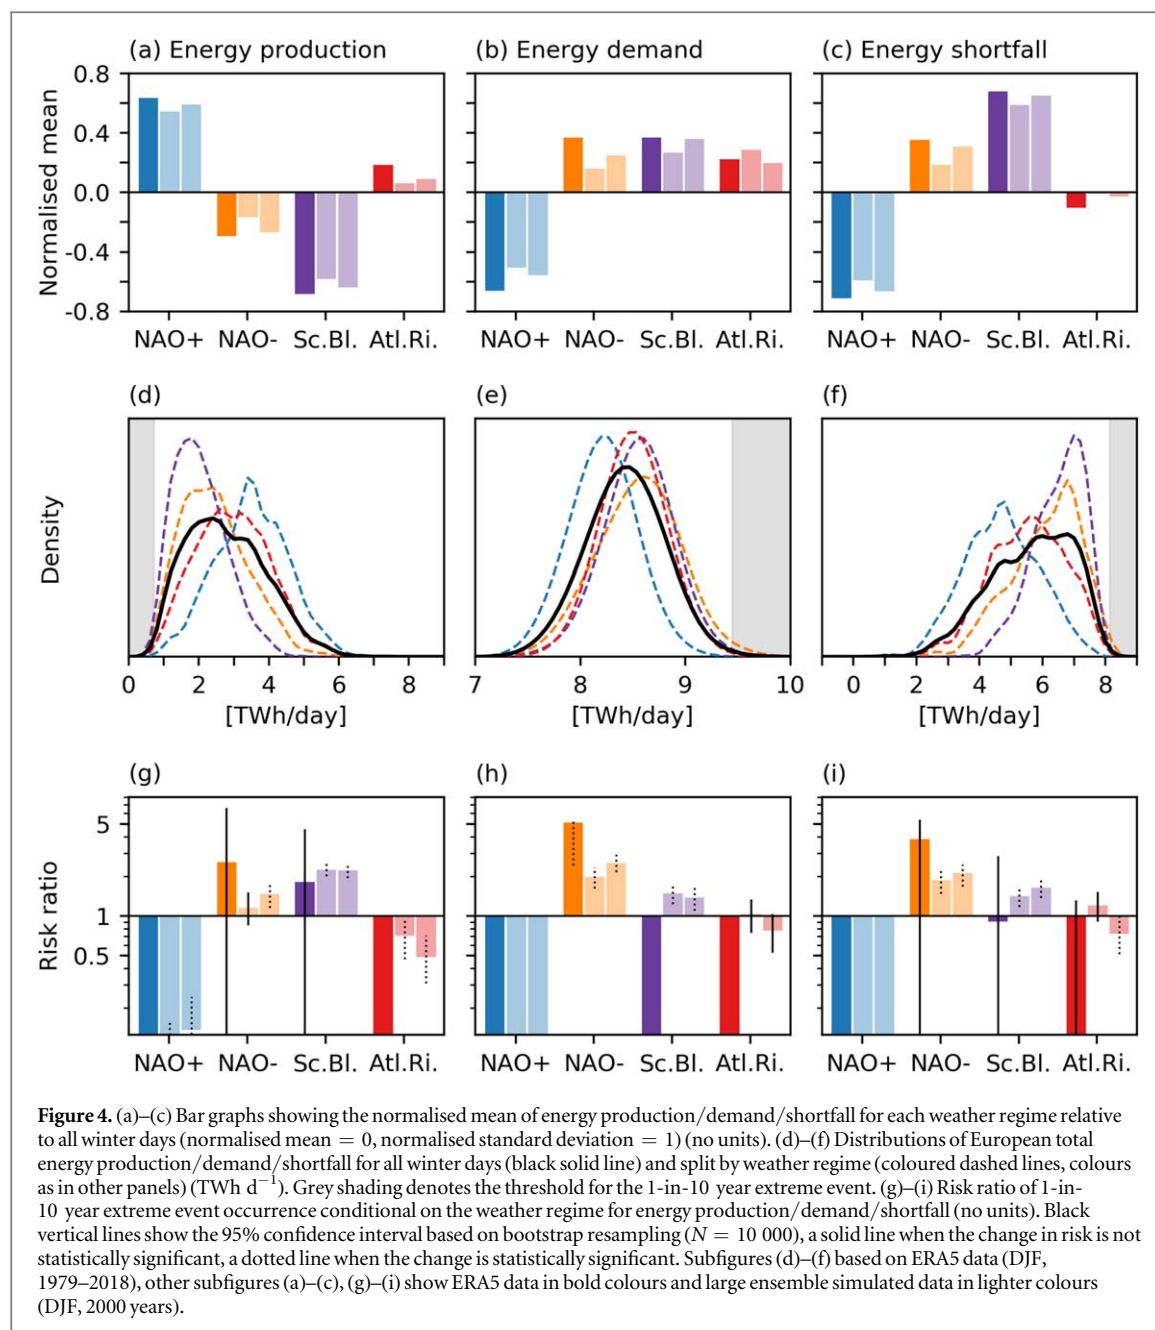 (a) Energy production (b) Energy demand (c) Energy shortfall
Normalised mean
0.8
0.4
0.0
-0.4
-0.8
NAO+ NAO- Sc.Bl. Atl.Ri. NAO+ NAO- Sc.Bl. Atl.Ri. NAO+ NAO- Sc.Bl. Atl.Ri.
(d) (e) (f)
Density
0 2 4 6 8 7 8 9 10 0 2 4 6 8
[TWh/day] [TWh/day] [TWh/day]
(g) (h) (i)
Risk ratio
5
1
0.5
NAO+ NAO- Sc.Bl. Atl.Ri. NAO+ NAO- Sc.Bl. Atl.Ri. NAO+ NAO- Sc.Bl. Atl.Ri.
Figure 4. (a)–(c) Bar graphs showing the normalised mean of energy production/demand/shortfall for each weather regime relative
to all winter days (normalised mean = 0, normalised standard deviation = 1) (no units). (d)–(f) Distributions of European total
energy production/demand/shortfall for all winter days (black solid line) and split by weather regime (coloured dashed lines, colours
as in other panels) (TWh d⁻¹). Grey shading denotes the threshold for the 1-in-10 year extreme event. (g)–(i) Risk ratio of 1-in-
10 year extreme event occurrence conditional on the weather regime for energy production/demand/shortfall (no units). Black
vertical lines show the 95% confidence interval based on bootstrap resampling (N = 10 000), a solid line when the change in risk is not
statistically significant, a dotted line when the change is statistically significant. Subfigures (d)–(f) based on ERA5 data (DJF,
1979–2018), other subfigures (a)–(c), (g)–(i) show ERA5 data in bold colours and large ensemble simulated data in lighter colours
(DJF, 2000 years).